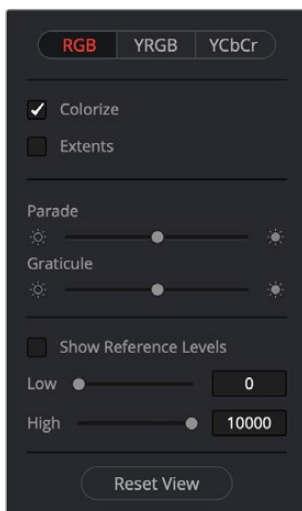 RGB YRGB YCbCr
Colorize
Extents
Parade
Graticule
Show Reference Levels
Low 0
High 10000
Reset View